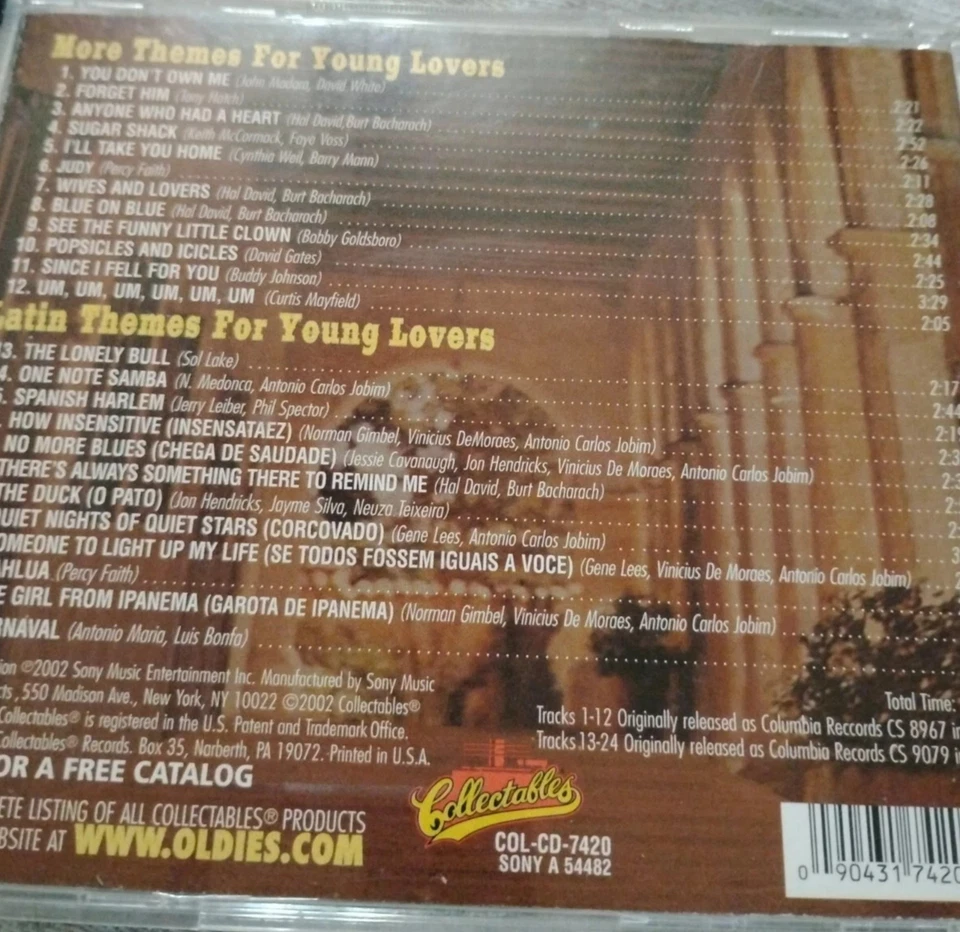 More Themes For Young Lovers
1. YOU DON'T OWN ME (John Madara, David White) 2:21
2. FORGET HIM (Tony Hatch) 2:22
3. ANYONE WHO HAD A HEART (Hal David,Burt Bacharach) 2:52
4. SUGAR SHACK (Keith McCormack, Faye Voss) 2:26
5. I'LL TAKE YOU HOME (Cynthia Weil, Barry Mann) 2:11
6. JUDY (Percy Faith) 2:28
7. WIVES AND LOVERS (Hal David, Burt Bacharach) 2:08
8. BLUE ON BLUE (Hal David, Burt Bacharach) 2:34
9. SEE THE FUNNY LITTLE CLOWN (Bobby Goldsboro) 2:44
10. POPSICLES AND ICICLES (David Gates) 2:25
11. SINCE I FELL FOR YOU (Buddy Johnson) 3:29
12. UM, UM, UM, UM, UM, UM (Curtis Mayfield) 2:05
Latin Themes For Young Lovers
3. THE LONELY BULL (Sol Lake) 2:17
4. ONE NOTE SAMBA (N. Medonca, Antonio Carlos Jobim) 2:44
. SPANISH HARLEM (Jerry Leiber, Phil Spector) 2:19
HOW INSENSITIVE (INSENSATAEZ) (Norman Gimbel, Vinicius DeMoraes, Antonio Carlos Jobim) 2:3
NO MORE BLUES (CHEGA DE SAUDADE) (Jessie Cavanaugh, Jon Hendricks, Vinicius De Moraes, Antonio Carlos Jobim) 2:3
THERE'S ALWAYS SOMETHING THERE TO REMIND ME (Hal David, Burt Bacharach) 2:
THE DUCK (O PATO) (Jon Hendricks, Jayme Silva, Neuza Teixeira) 2:
UIET NIGHTS OF QUIET STARS (CORCOVADO) (Gene Lees, Antonio Carlos Jobim) 3
OMEONE TO LIGHT UP MY LIFE (SE TODOS FOSSEM IGUAIS A VOCE) (Gene Lees, Vinicius De Moraes, Antonio Carlos Jobim) 2
AHLUA (Percy Faith)
E GIRL FROM IPANEMA (GAROTA DE IPANEMA) (Norman Gimbel, Vinicius De Moraes, Antonio Carlos Jobim)
RNAVAL (Antonio Maria, Luis Bonfa)
ion ©2002 Sony Music Entertainment Inc. Manufactured by Sony Music
cts, 550 Madison Ave., New York, NY 10022 ©2002 Collectables®
Collectables® is registered in the U.S. Patent and Trademark Office.
Collectables® Records. Box 35, Narberth, PA 19072. Printed in U.S.A.
OR A FREE CATALOG
ETE LISTING OF ALL COLLECTABLES® PRODUCTS
BSITE AT WWW.OLDIES.COM
Total Time:
Tracks 1-12 Originally released as Columbia Reccords CS 8967 in
Tracks 13-24 Originally released as Columbia Records CS 9079 i
Collectables
COL-CD-7420
SONY A 54482
0 90431 7420